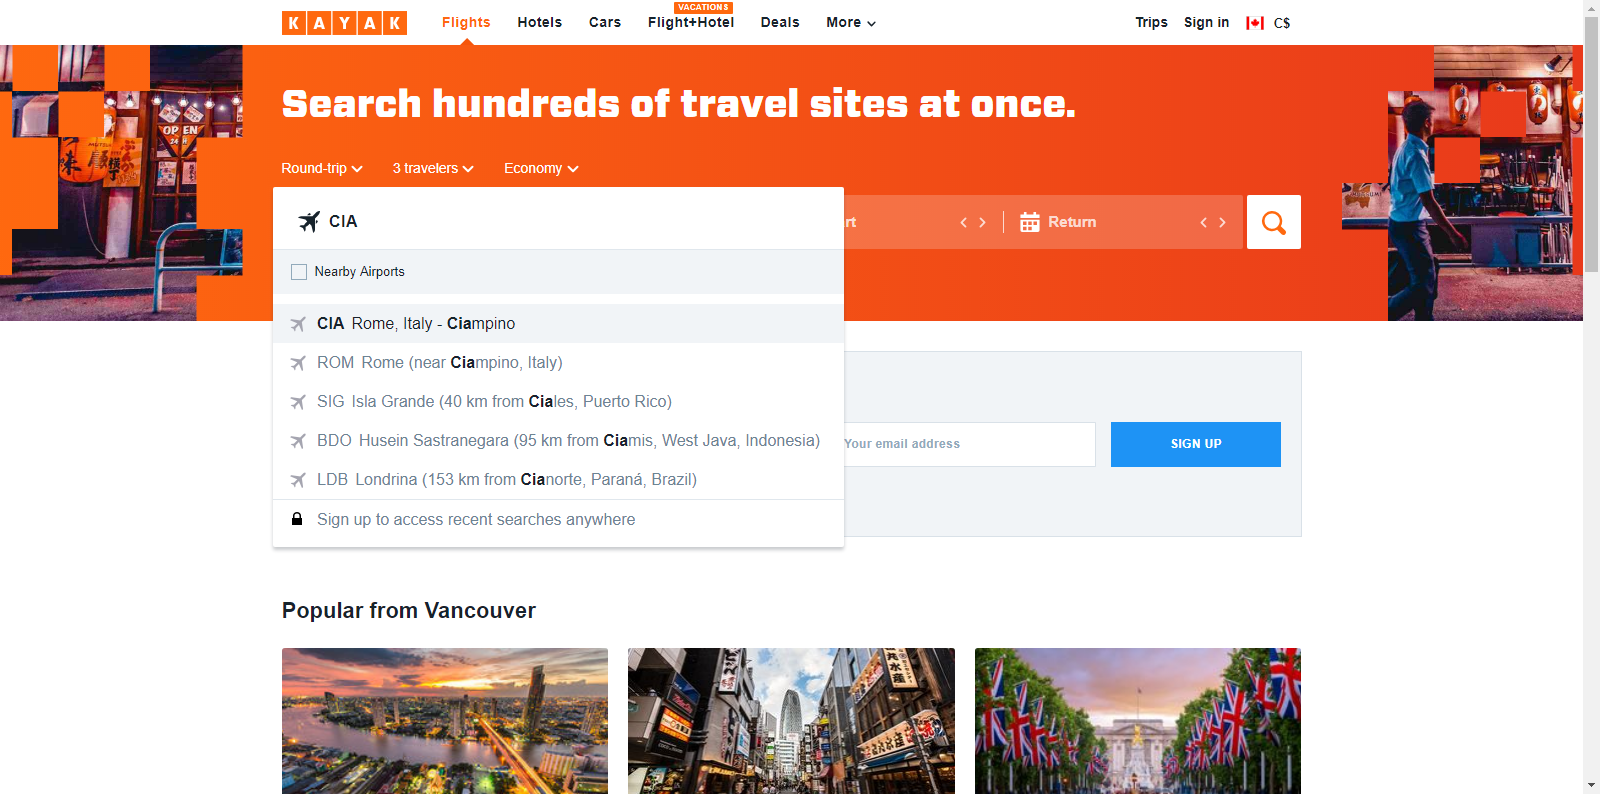 KAYAK
Flights
Hotels
Cars
VACATIONS
Flight+Hotel
Deals
More
Trips
Sign in
C$
Search hundreds of travel sites at once.
Round-trip
3 travelers
Economy
CIA
rt
Return
Nearby Airports
CIA Rome, Italy - Ciampino
ROM Rome (near Ciampino, Italy)
SIG Isla Grande (40 km from Ciales, Puerto Rico)
BDO Husein Sastranegara (95 km from Ciamis, West Java, Indonesia)
LDB Londrina (153 km from Cianorte, Paraná, Brazil)
Sign up to access recent searches anywhere
Your email address
SIGN UP
Popular from Vancouver
OPEN